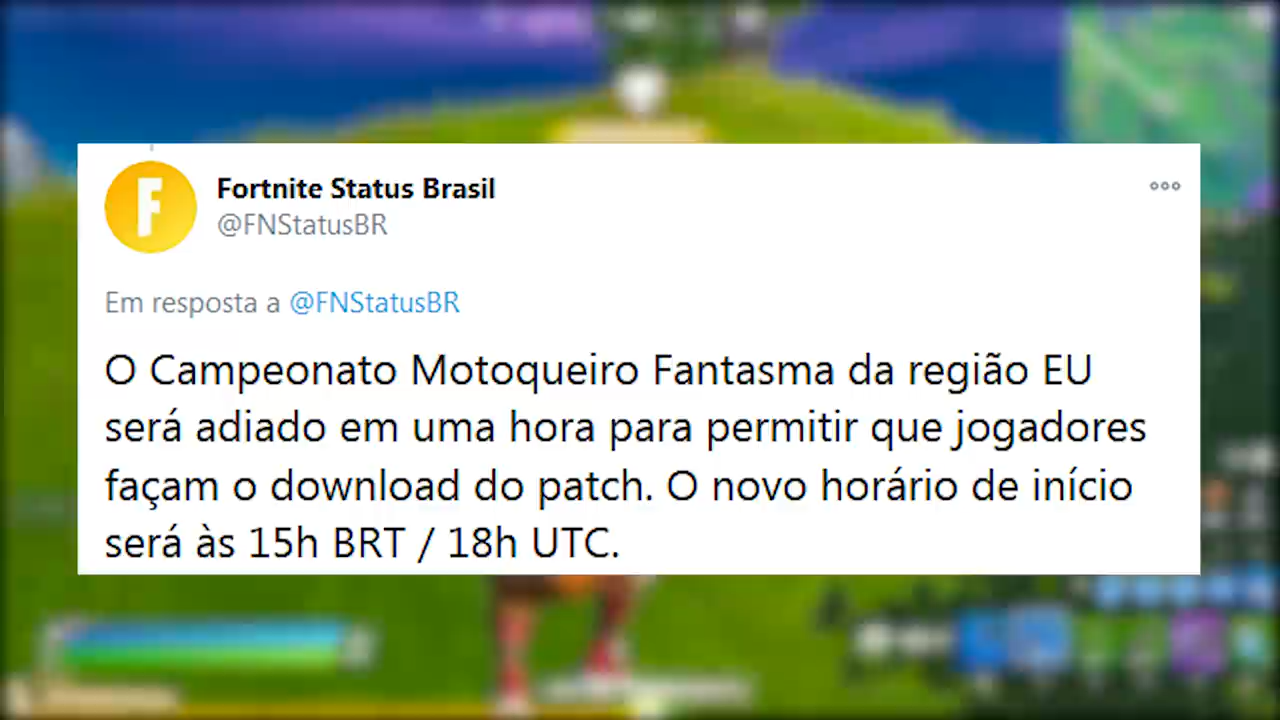 Fortnite Status Brasil
@FNStatusBR
Em resposta a @FNStatusBR
O Campeonato Motoqueiro Fantasma da região EU
será adiado em uma hora para permitir que jogadores
façam o download do patch. O novo horário de início
será às 15h BRT / 18h UTC.